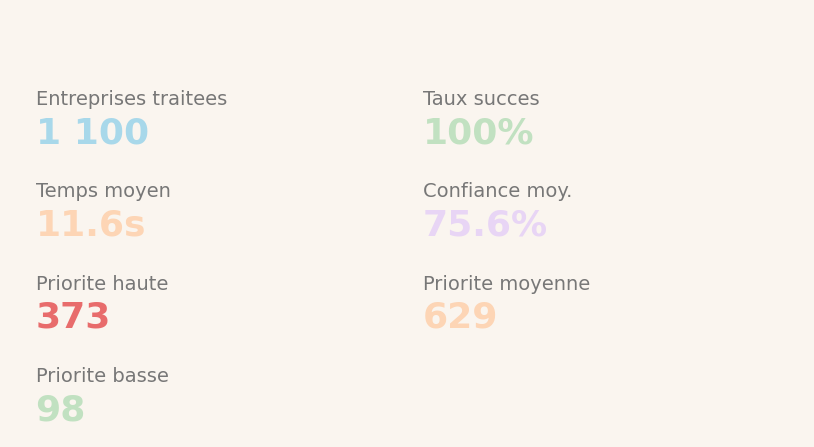 Entreprises traitees
1 100
Taux succes
100%
Temps moyen
11.6s
Confiance moy.
75.6%
Priorite haute
373
Priorite moyenne
629
Priorite basse
98